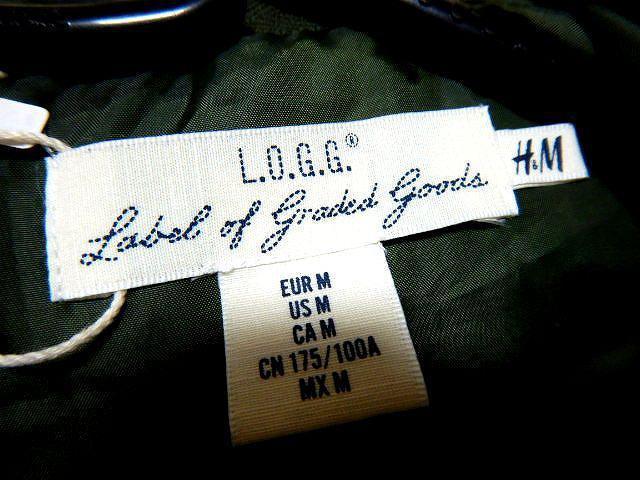 L.O.G.G.®
Label of Graded Goods
H&M
EUR M
US M
CA M
CN 175/100A
MX M